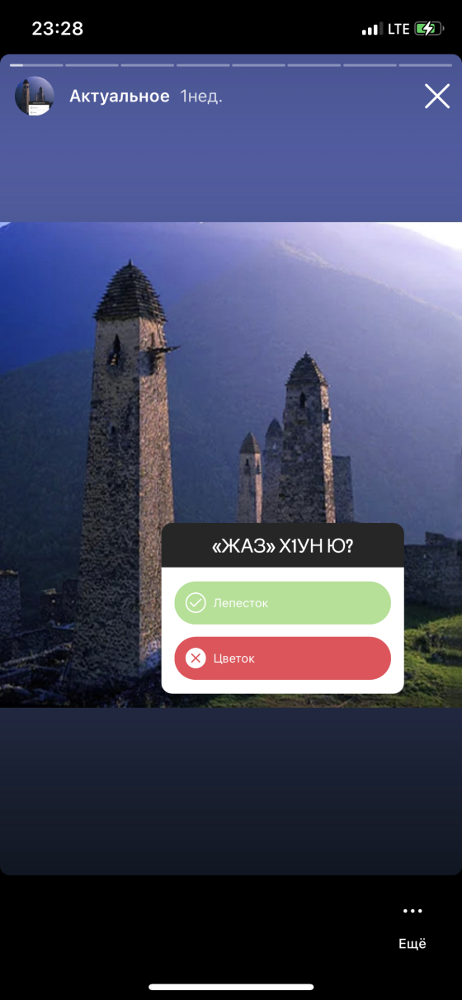 23:28
LTE
Актуальное 1нед.
«ЖАЗ» Х1УН Ю?
Лепесток
Цветок
Ещё